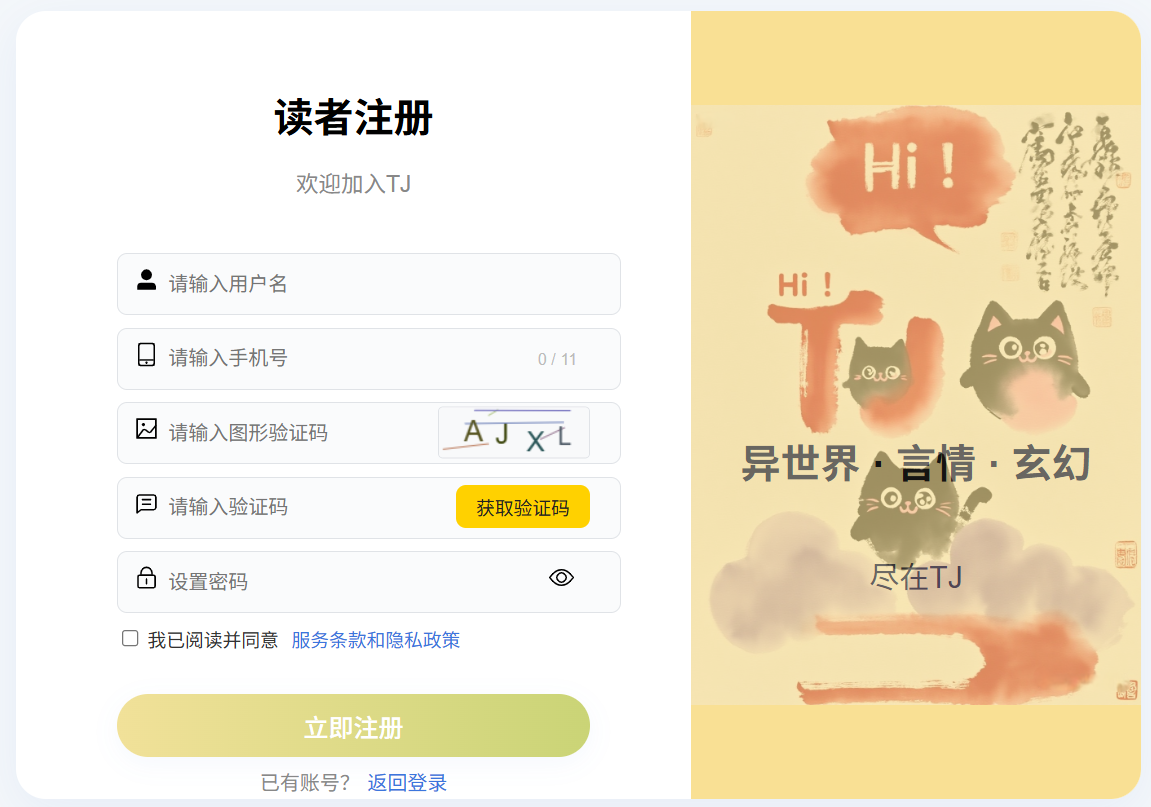 读者注册
欢迎加入TJ
请输入用户名
请输入手机号
0 / 11
请输入图形验证码
A J X L
请输入验证码
获取验证码
设置密码
我已阅读并同意 服务条款和隐私政策
立即注册
已有账号? 返回登录
Hi !
Hi !
TJ
异世界 · 言情 · 玄幻
尽在TJ